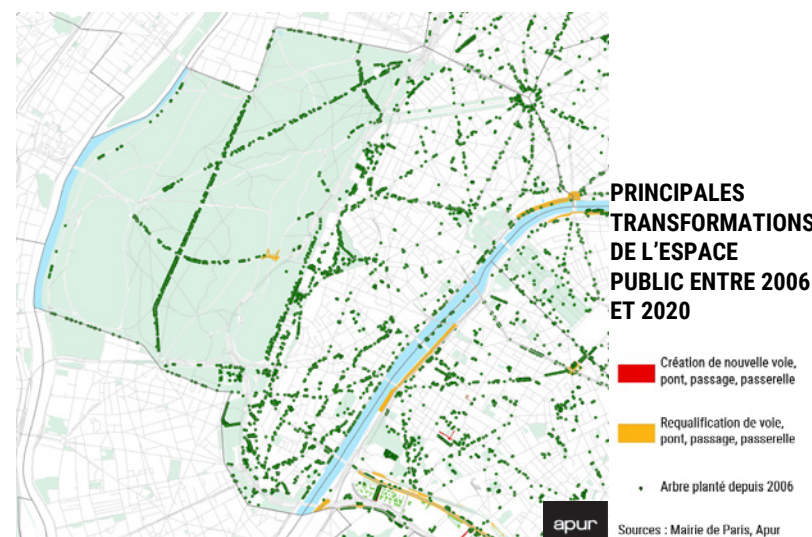 PRINCIPALES
TRANSFORMATIONS
DE L'ESPACE
PUBLIC ENTRE 2006
ET 2020
Création de nouvelle voie,
pont, passage, passerelle
Requalification de voie,
pont, passage, passerelle
Arbre planté depuis 2006
Sources : Mairie de Paris, Apur
apur